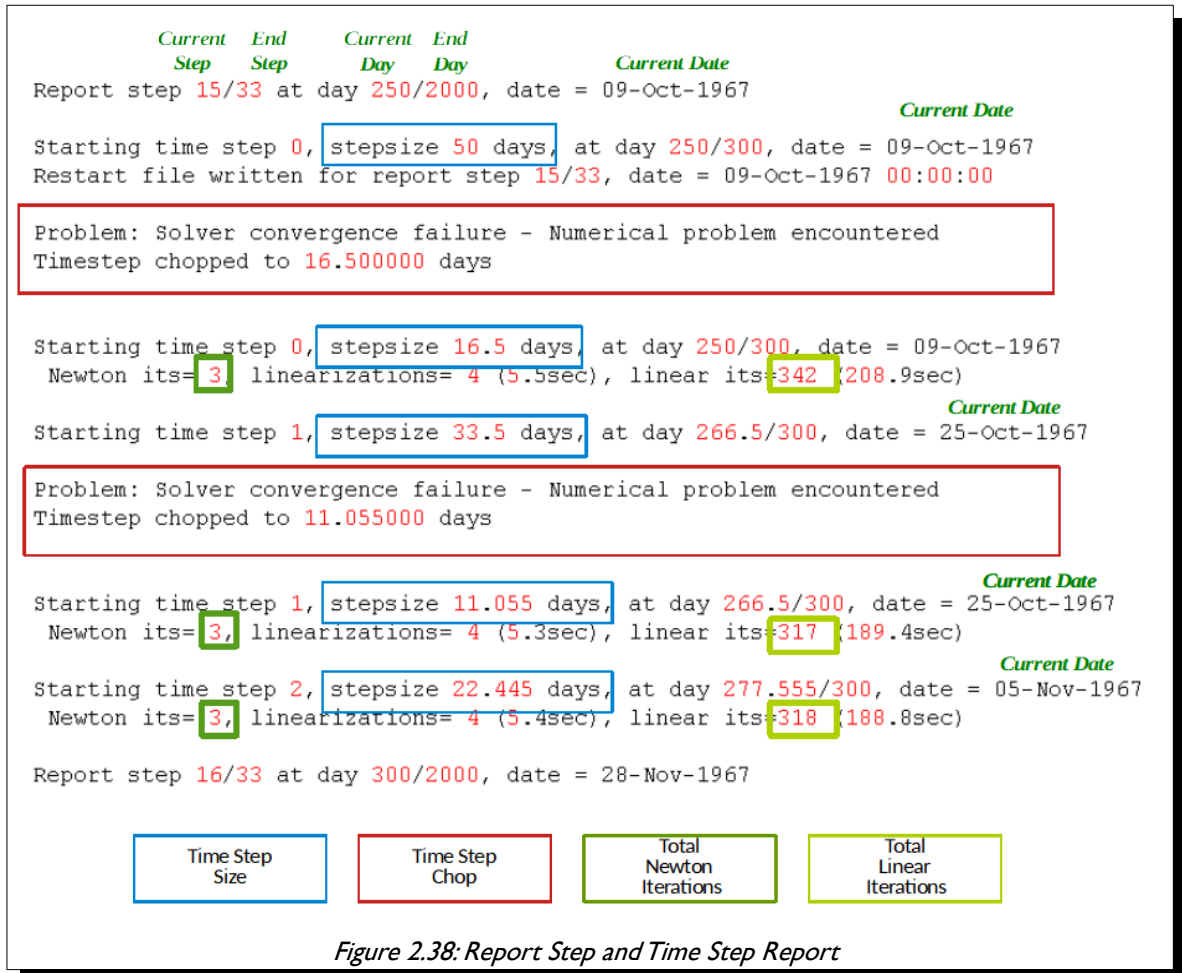 Current End Current End
Step Step Day Day Current Date
Report step 15/33 at day 250/2000, date = 09-Oct-1967
Current Date
Starting time step 0, stepsize 50 days, at day 250/300, date = 09-Oct-1967
Restart file written for report step 15/33, date = 09-Oct-1967 00:00:00
Problem: Solver convergence failure - Numerical problem encountered
Timestep chopped to 16.500000 days
Starting time step 0, stepsize 16.5 days, at day 250/300, date = 09-Oct-1967
Newton its= 3, linearizations= 4 (5.5sec), linear its=342 (208.9sec)
Current Date
Starting time step 1, stepsize 33.5 days, at day 266.5/300, date = 25-Oct-1967
Problem: Solver convergence failure - Numerical problem encountered
Timestep chopped to 11.055000 days
Current Date
Starting time step 1, stepsize 11.055 days, at day 266.5/300, date = 25-Oct-1967
Newton its= 3, linearizations= 4 (5.3sec), linear its=317 (189.4sec)
Current Date
Starting time step 2, stepsize 22.445 days, at day 277.555/300, date = 05-Nov-1967
Newton its= 3, linearizations= 4 (5.4sec), linear its=318 (188.8sec)
Report step 16/33 at day 300/2000, date = 28-Nov-1967
Time Step
Size
Time Step
Chop
Total
Newton
Iterations
Total
Linear
Iterations
Figure 2.38: Report Step and Time Step Report